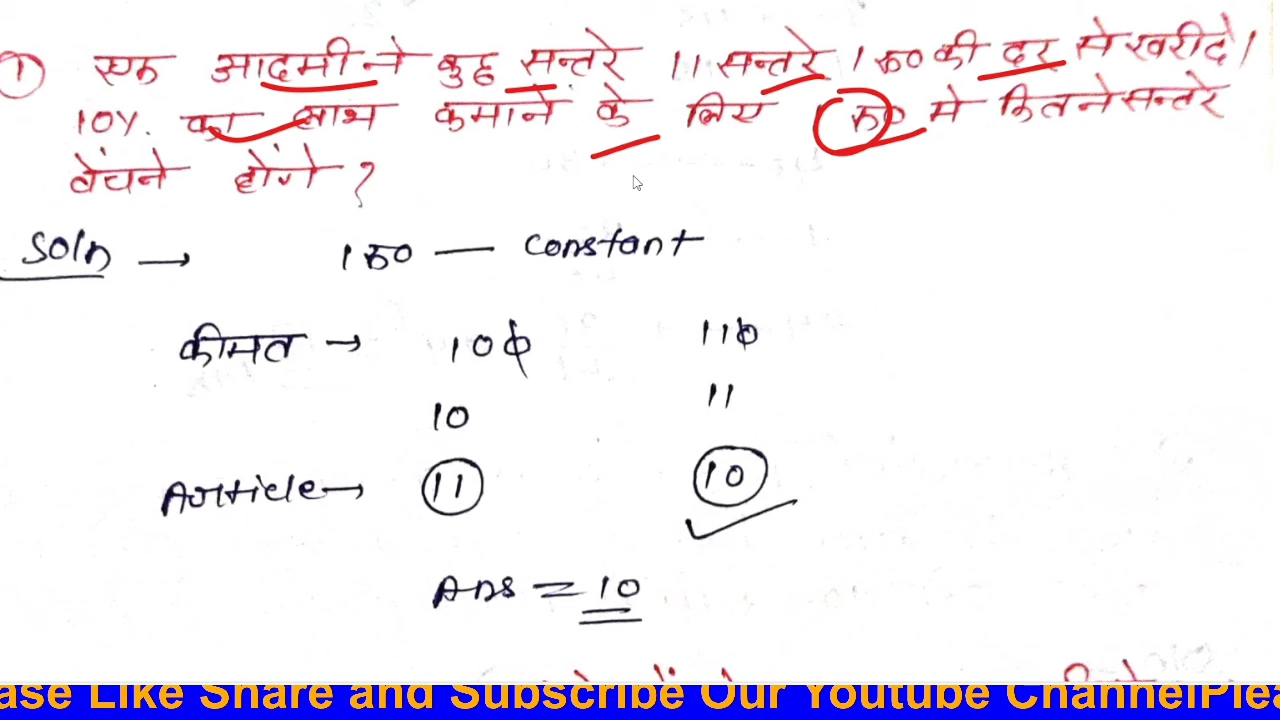 ① एक आदमी ने कुछ सन्तरे 11 सन्तरे 1 रू० की दर से खरीदे।
10%. का लाभ कमाने के लिए 1 रू० में कितने सन्तरे
बेंचने होंगे ?
Soln → 1 रू० — Constant
कीमत → 100 110
10 11
Article → 11 10
Ans = 10
ase Like Share and Subscribe Our Youtube ChannelPlea